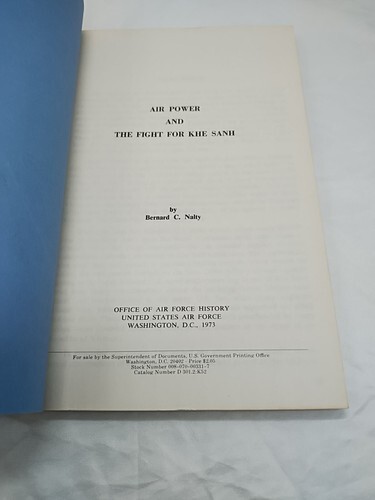 AIR POWER
AND
THE FIGHT FOR KHE SANH
by
Bernard C. Nalty
OFFICE OF AIR FORCE HISTORY
UNITED STATES AIR FORCE
WASHINGTON, D.C., 1973
For sale by the Superintendent of Documents, U.S. Government Printing Office
Washington, D.C. 20402 - Price $2.05
Stock Number 008-070-00331-7
Catalog Number D 301.2:K52